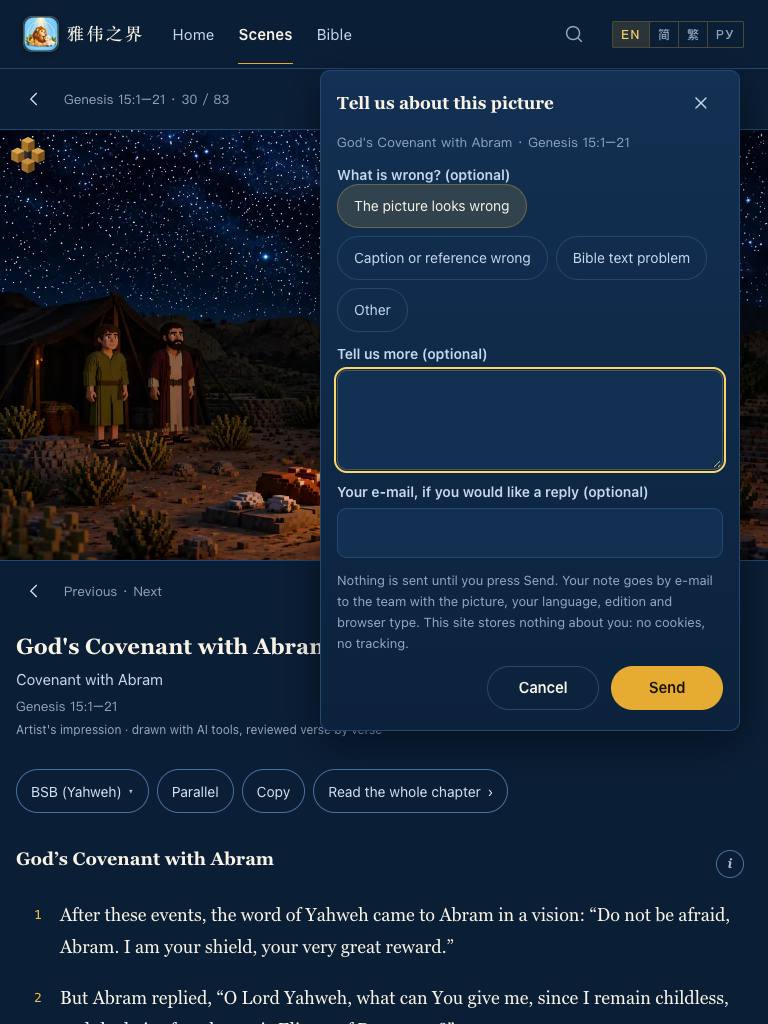 雅伟之界
Home
Scenes
Bible
EN
简
繁
РУ
Genesis 15:1–21 · 30 / 83
Tell us about this picture
God's Covenant with Abram · Genesis 15:1–21
What is wrong? (optional)
The picture looks wrong
Caption or reference wrong
Bible text problem
Other
Tell us more (optional)
Your e-mail, if you would like a reply (optional)
Nothing is sent until you press Send. Your note goes by e-mail
to the team with the picture, your language, edition and
browser type. This site stores nothing about you: no cookies,
no tracking.
Cancel
Send
Previous · Next
God's Covenant with Abram
Covenant with Abram
Genesis 15:1–21
Artist's impression · drawn with AI tools, reviewed verse by verse
BSB (Yahweh)
Parallel
Copy
Read the whole chapter ›
God’s Covenant with Abram
i
1 After these events, the word of Yahweh came to Abram in a vision: “Do not be afraid,
Abram. I am your shield, your very great reward.”
2 But Abram replied, “O Lord Yahweh, what can You give me, since I remain childless,